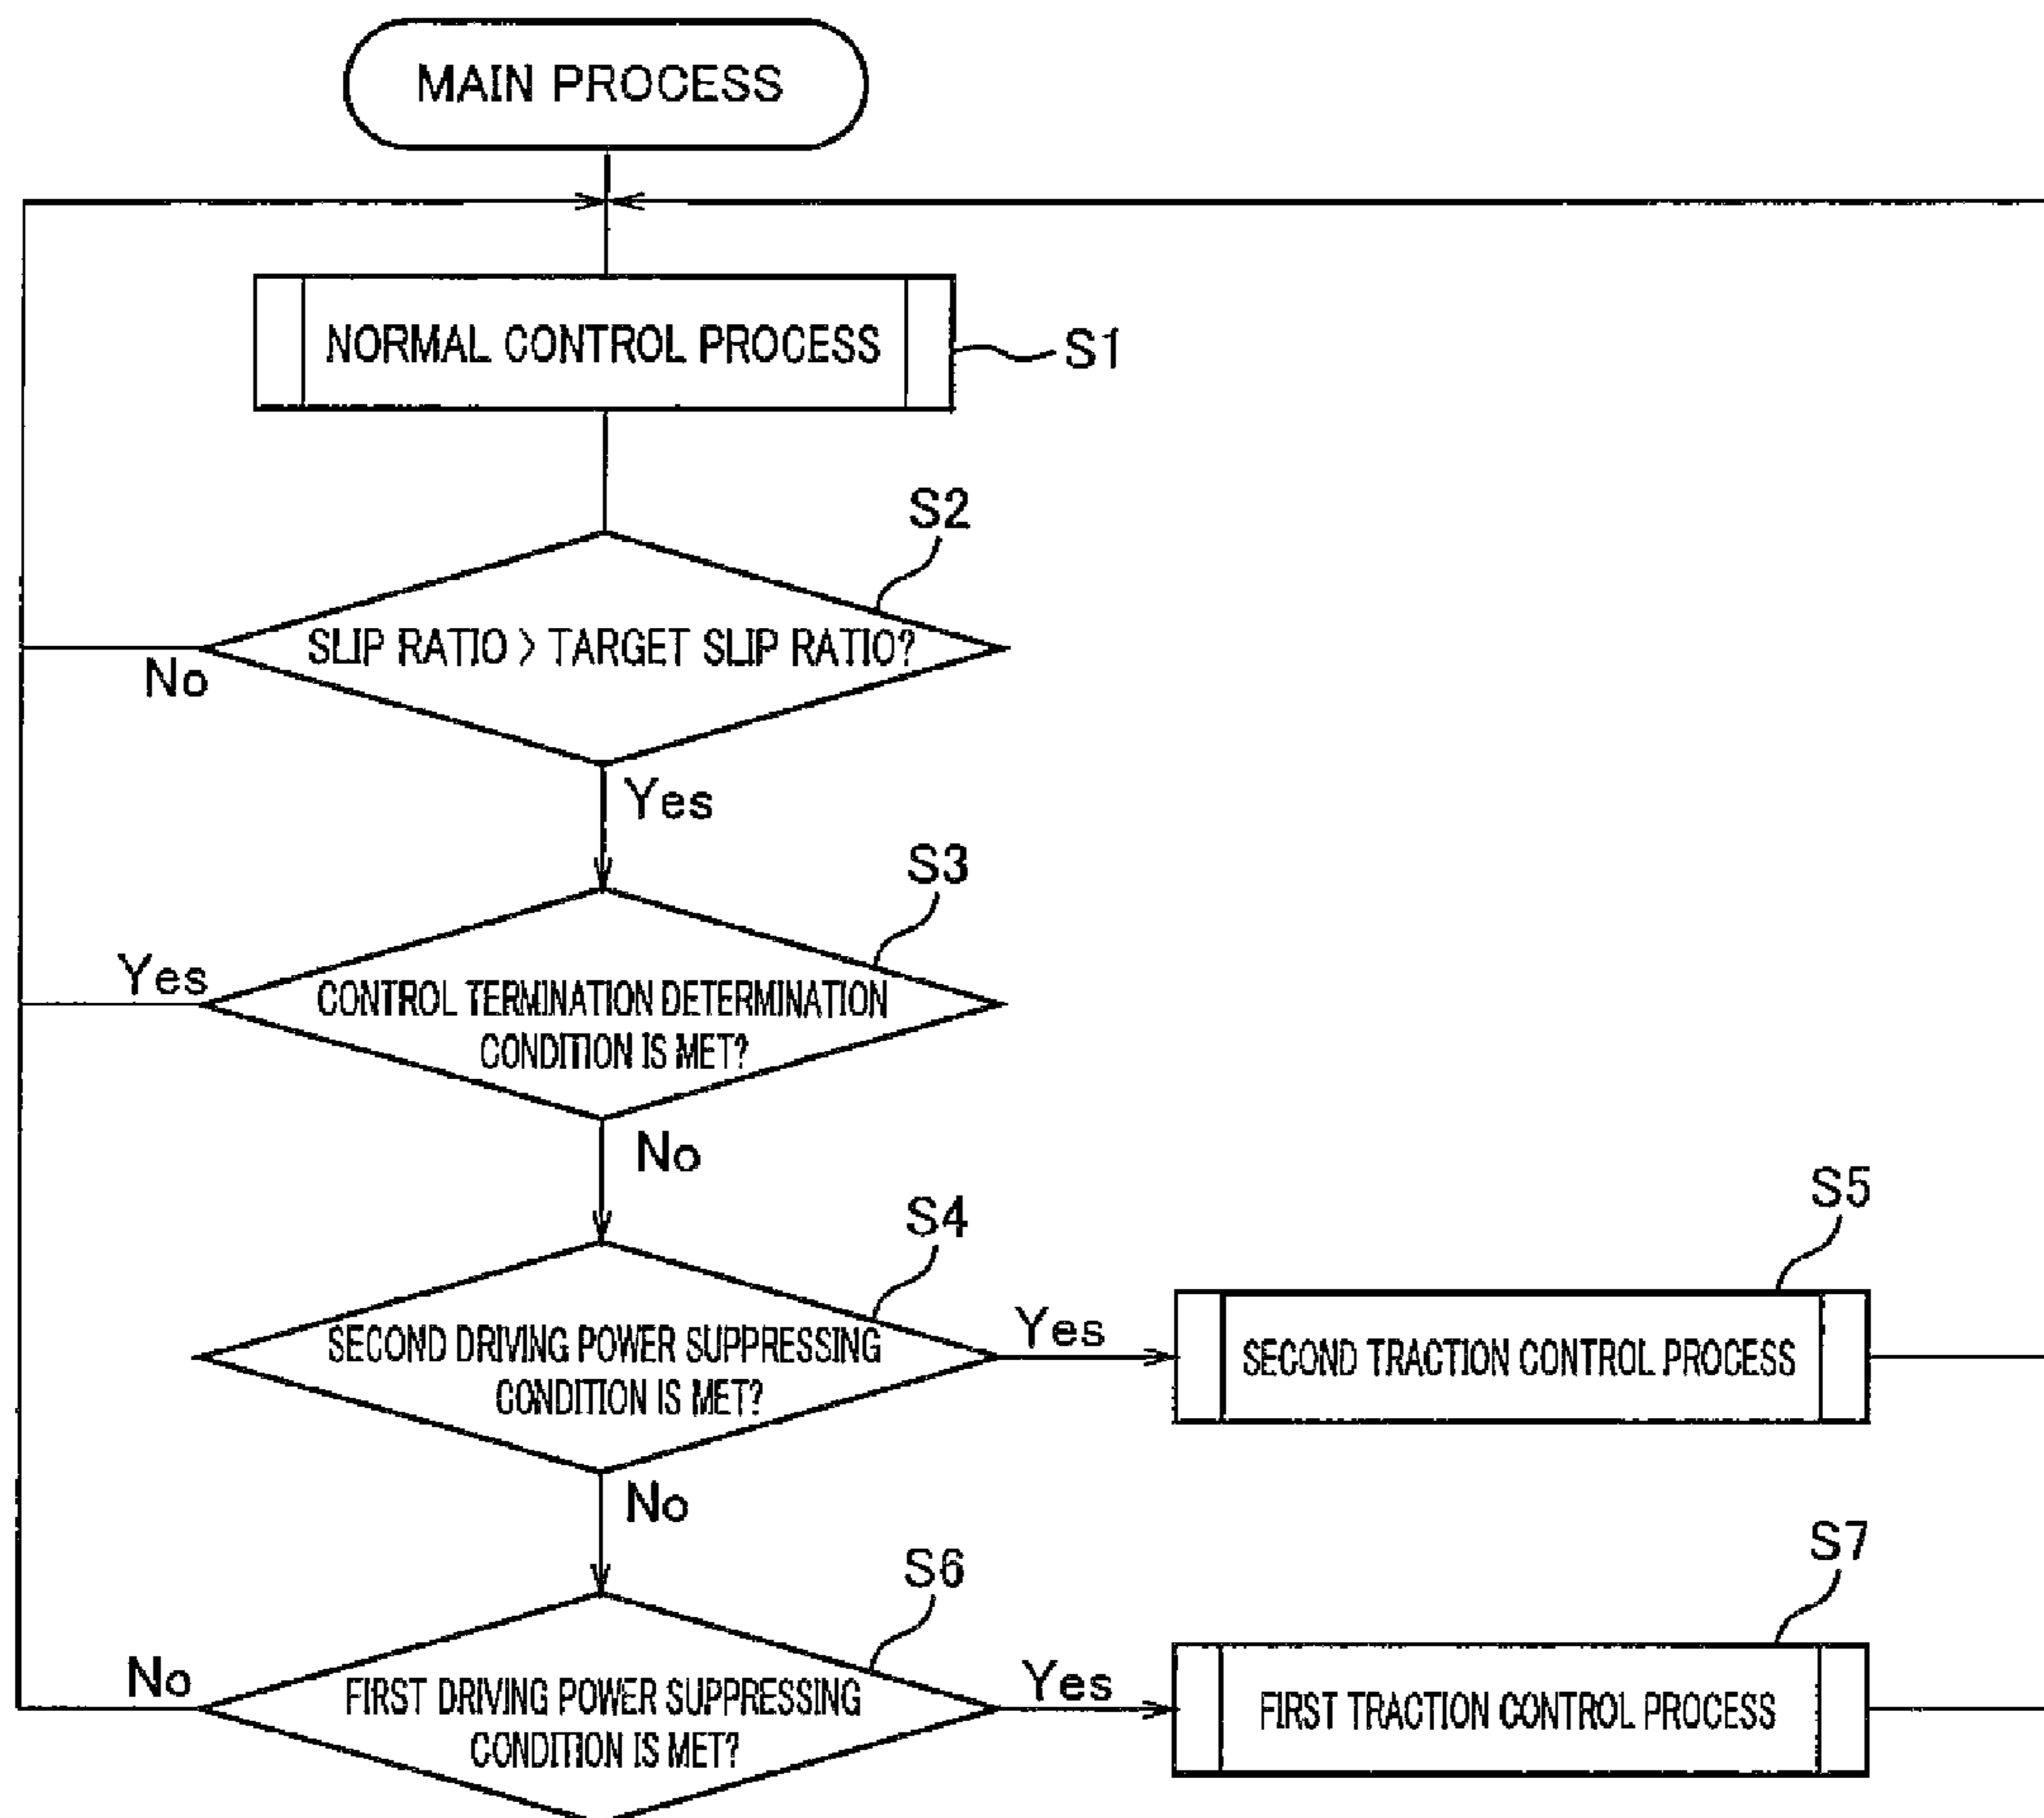 MAIN PROCESS
NORMAL CONTROL PROCESS
S1
S2
SLIP RATIO > TARGET SLIP RATIO?
No
Yes
S3
Yes
CONTROL TERMINATION DETERMINATION
CONDITION IS MET?
No
S4
S5
SECOND DRIVING POWER SUPPRESSING
CONDITION IS MET?
Yes
SECOND TRACTION CONTROL PROCESS
No
S6
S7
No
FIRST DRIVING POWER SUPPRESSING
CONDITION IS MET?
Yes
FIRST TRACTION CONTROL PROCESS